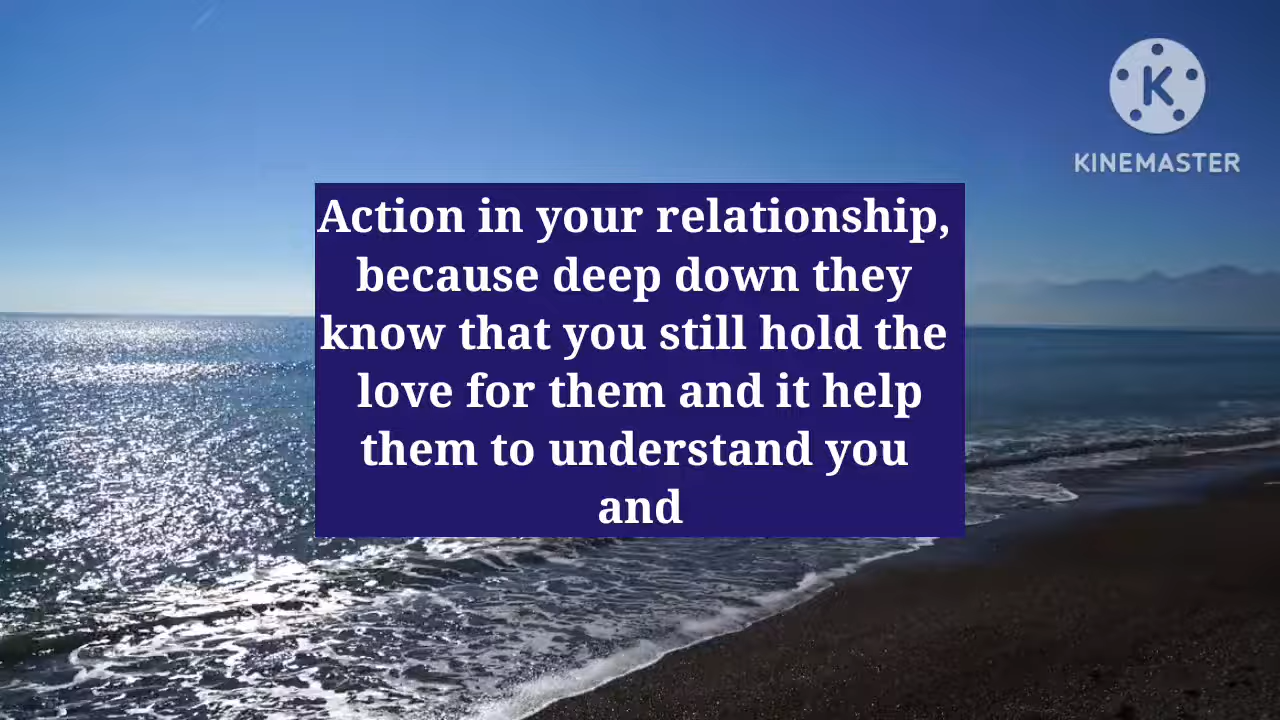 K
KINEMASTER
Action in your relationship,
because deep down they
know that you still hold the
love for them and it help
them to understand you
and